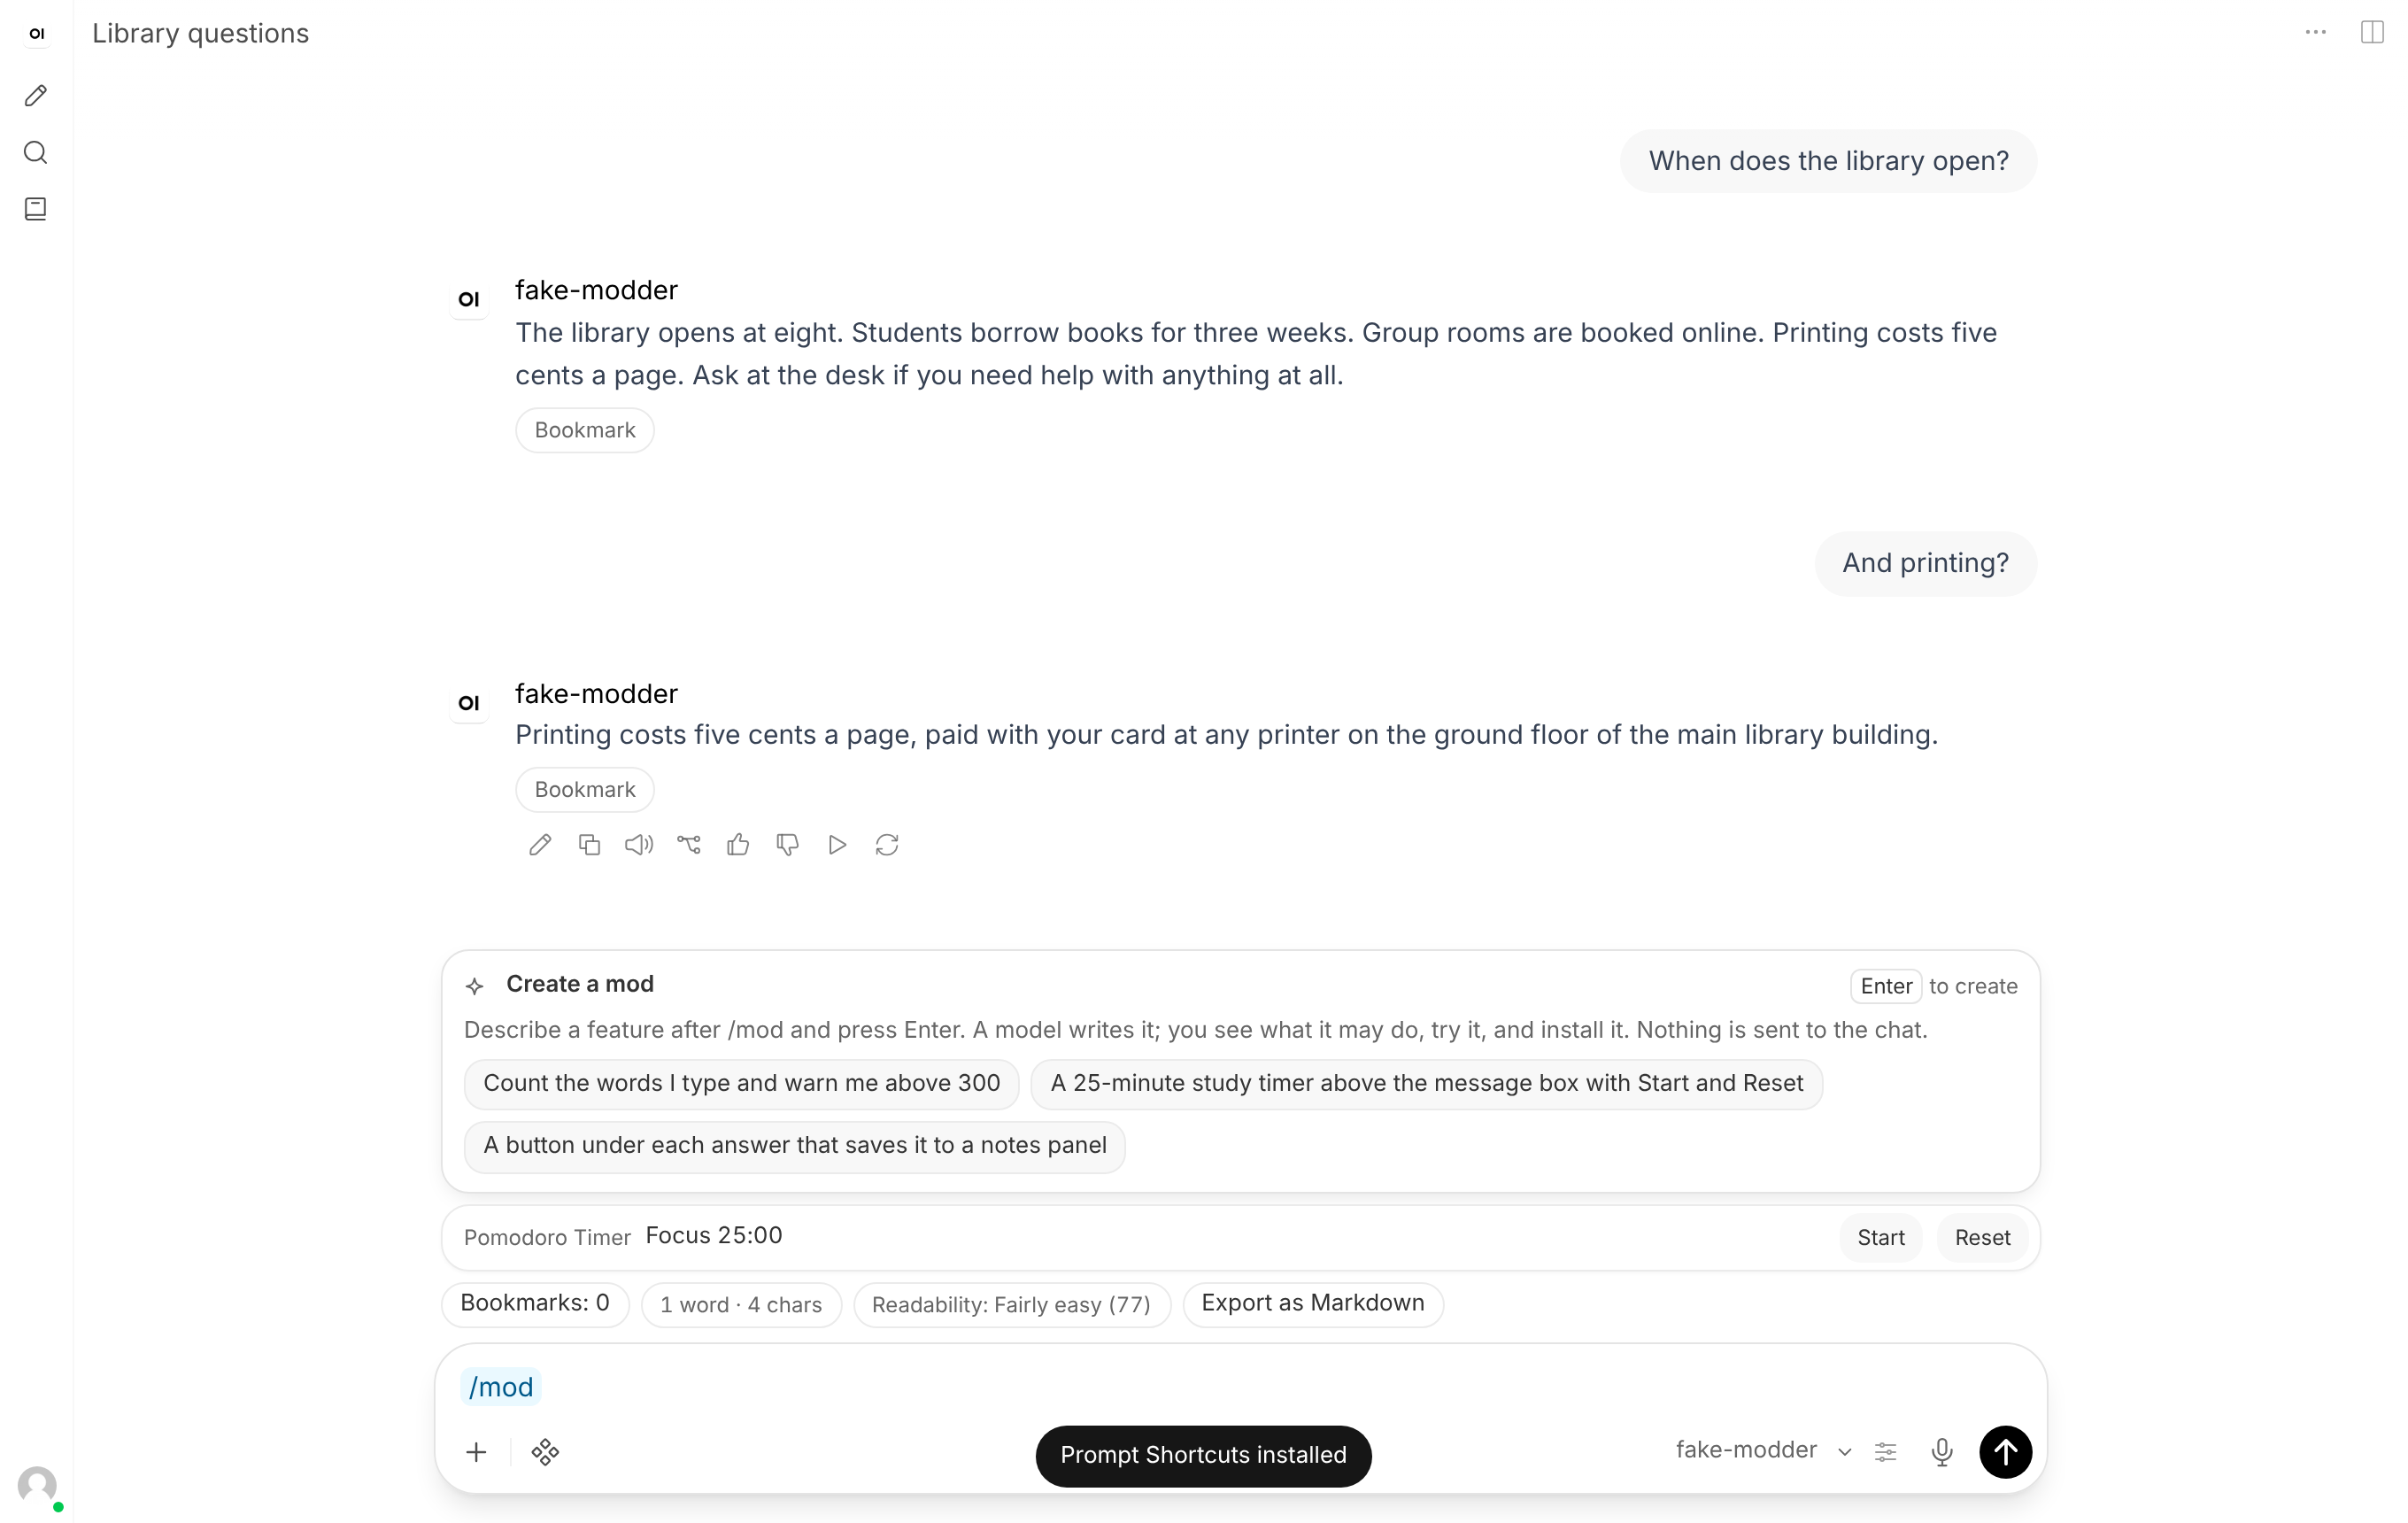 OI
Library questions
When does the library open?
OI
fake-modder
The library opens at eight. Students borrow books for three weeks. Group rooms are booked online. Printing costs five
cents a page. Ask at the desk if you need help with anything at all.
Bookmark
And printing?
OI
fake-modder
Printing costs five cents a page, paid with your card at any printer on the ground floor of the main library building.
Bookmark
Create a mod
Enter to create
Describe a feature after /mod and press Enter. A model writes it; you see what it may do, try it, and install it. Nothing is sent to the chat.
Count the words I type and warn me above 300
A 25-minute study timer above the message box with Start and Reset
A button under each answer that saves it to a notes panel
Pomodoro Timer Focus 25:00
Start
Reset
Bookmarks: 0
1 word · 4 chars
Readability: Fairly easy (77)
Export as Markdown
/mod
Prompt Shortcuts installed
fake-modder